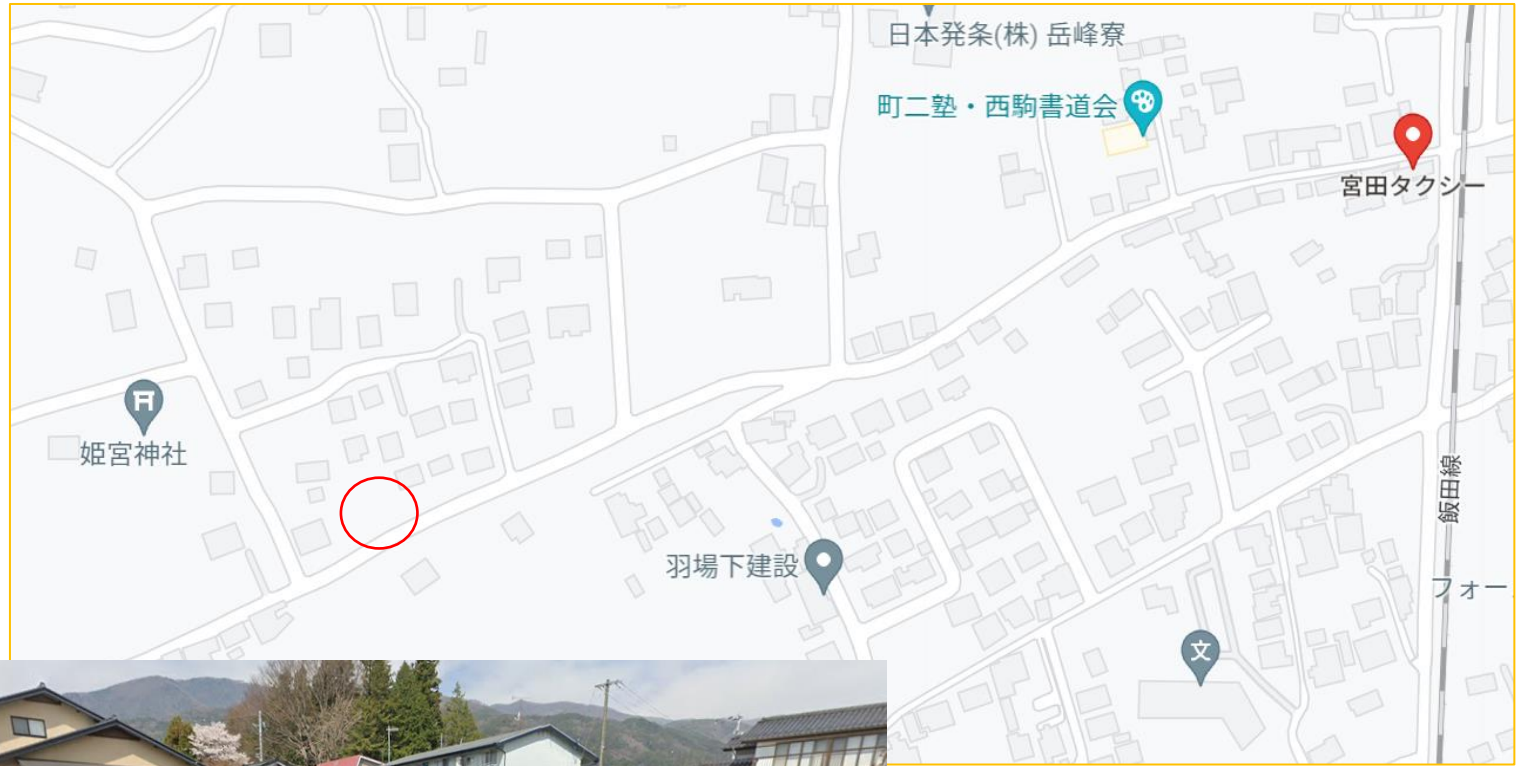 日本発条(株) 岳峰寮
町二塾・西駒書道会
宮田タクシー
姫宮神社
飯田線
羽場下建設
フォー
文